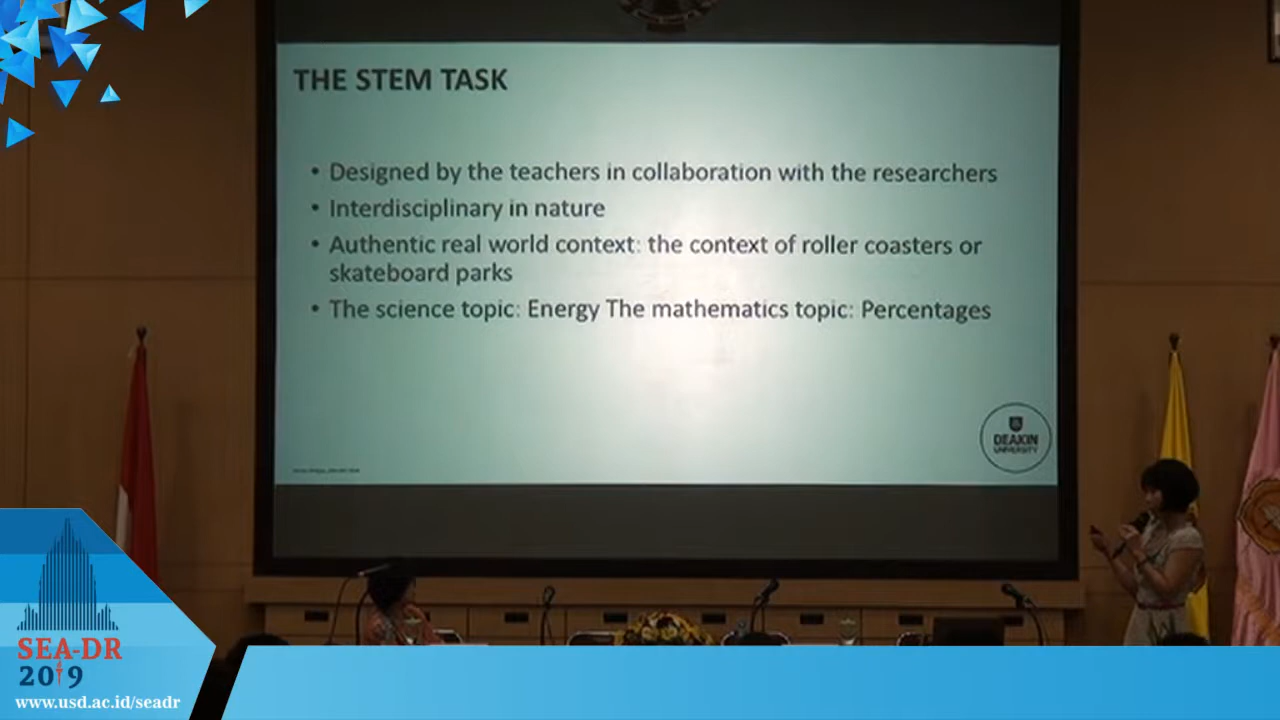 THE STEM TASK
• Designed by the teachers in collaboration with the researchers
• Interdisciplinary in nature
• Authentic real world context: the context of roller coasters or
skateboard parks
• The science topic: Energy The mathematics topic: Percentages
DEAKIN
UNIVERSITY
SEA-DR
2019
www.usd.ac.id/seadr